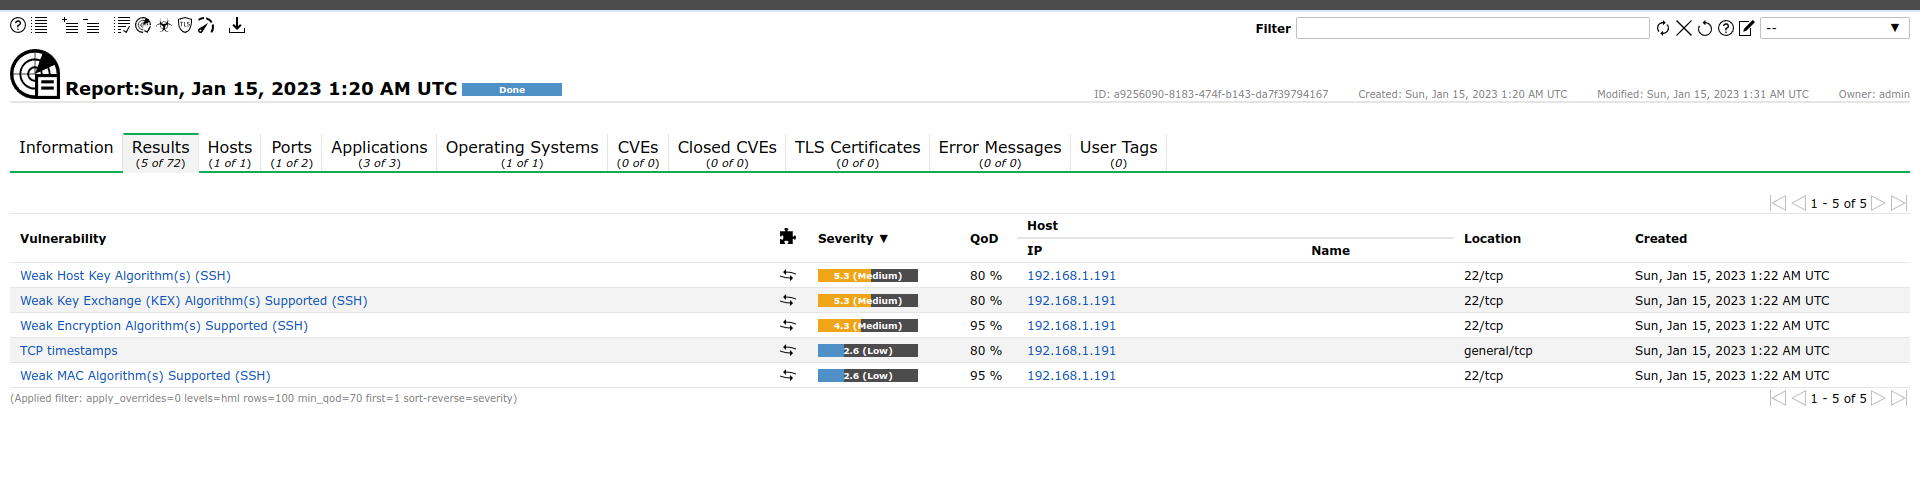 Filter --
Report:Sun, Jan 15, 2023 1:20 AM UTC Done ID: a9256090-8183-474f-b143-da7f39794167 Created: Sun, Jan 15, 2023 1:20 AM UTC Modified: Sun, Jan 15, 2023 1:31 AM UTC Owner: admin
Information Results Hosts Ports Applications Operating Systems CVEs Closed CVEs TLS Certificates Error Messages User Tags
(5 of 72) (1 of 1) (1 of 2) (3 of 3) (1 of 1) (0 of 0) (0 of 0) (0 of 0) (0 of 0) (0)
1 - 5 of 5
Host
Vulnerability Severity ▼ QoD Location Created
IP Name
Weak Host Key Algorithm(s) (SSH) 5.3 (Medium) 80 % 192.168.1.191 22/tcp Sun, Jan 15, 2023 1:22 AM UTC
Weak Key Exchange (KEX) Algorithm(s) Supported (SSH) 5.3 (Medium) 80 % 192.168.1.191 22/tcp Sun, Jan 15, 2023 1:22 AM UTC
Weak Encryption Algorithm(s) Supported (SSH) 4.3 (Medium) 95 % 192.168.1.191 22/tcp Sun, Jan 15, 2023 1:22 AM UTC
TCP timestamps 2.6 (Low) 80 % 192.168.1.191 general/tcp Sun, Jan 15, 2023 1:22 AM UTC
Weak MAC Algorithm(s) Supported (SSH) 2.6 (Low) 95 % 192.168.1.191 22/tcp Sun, Jan 15, 2023 1:22 AM UTC
(Applied filter: apply_overrides=0 levels=hml rows=100 min_qod=70 first=1 sort-reverse=severity) 1 - 5 of 5